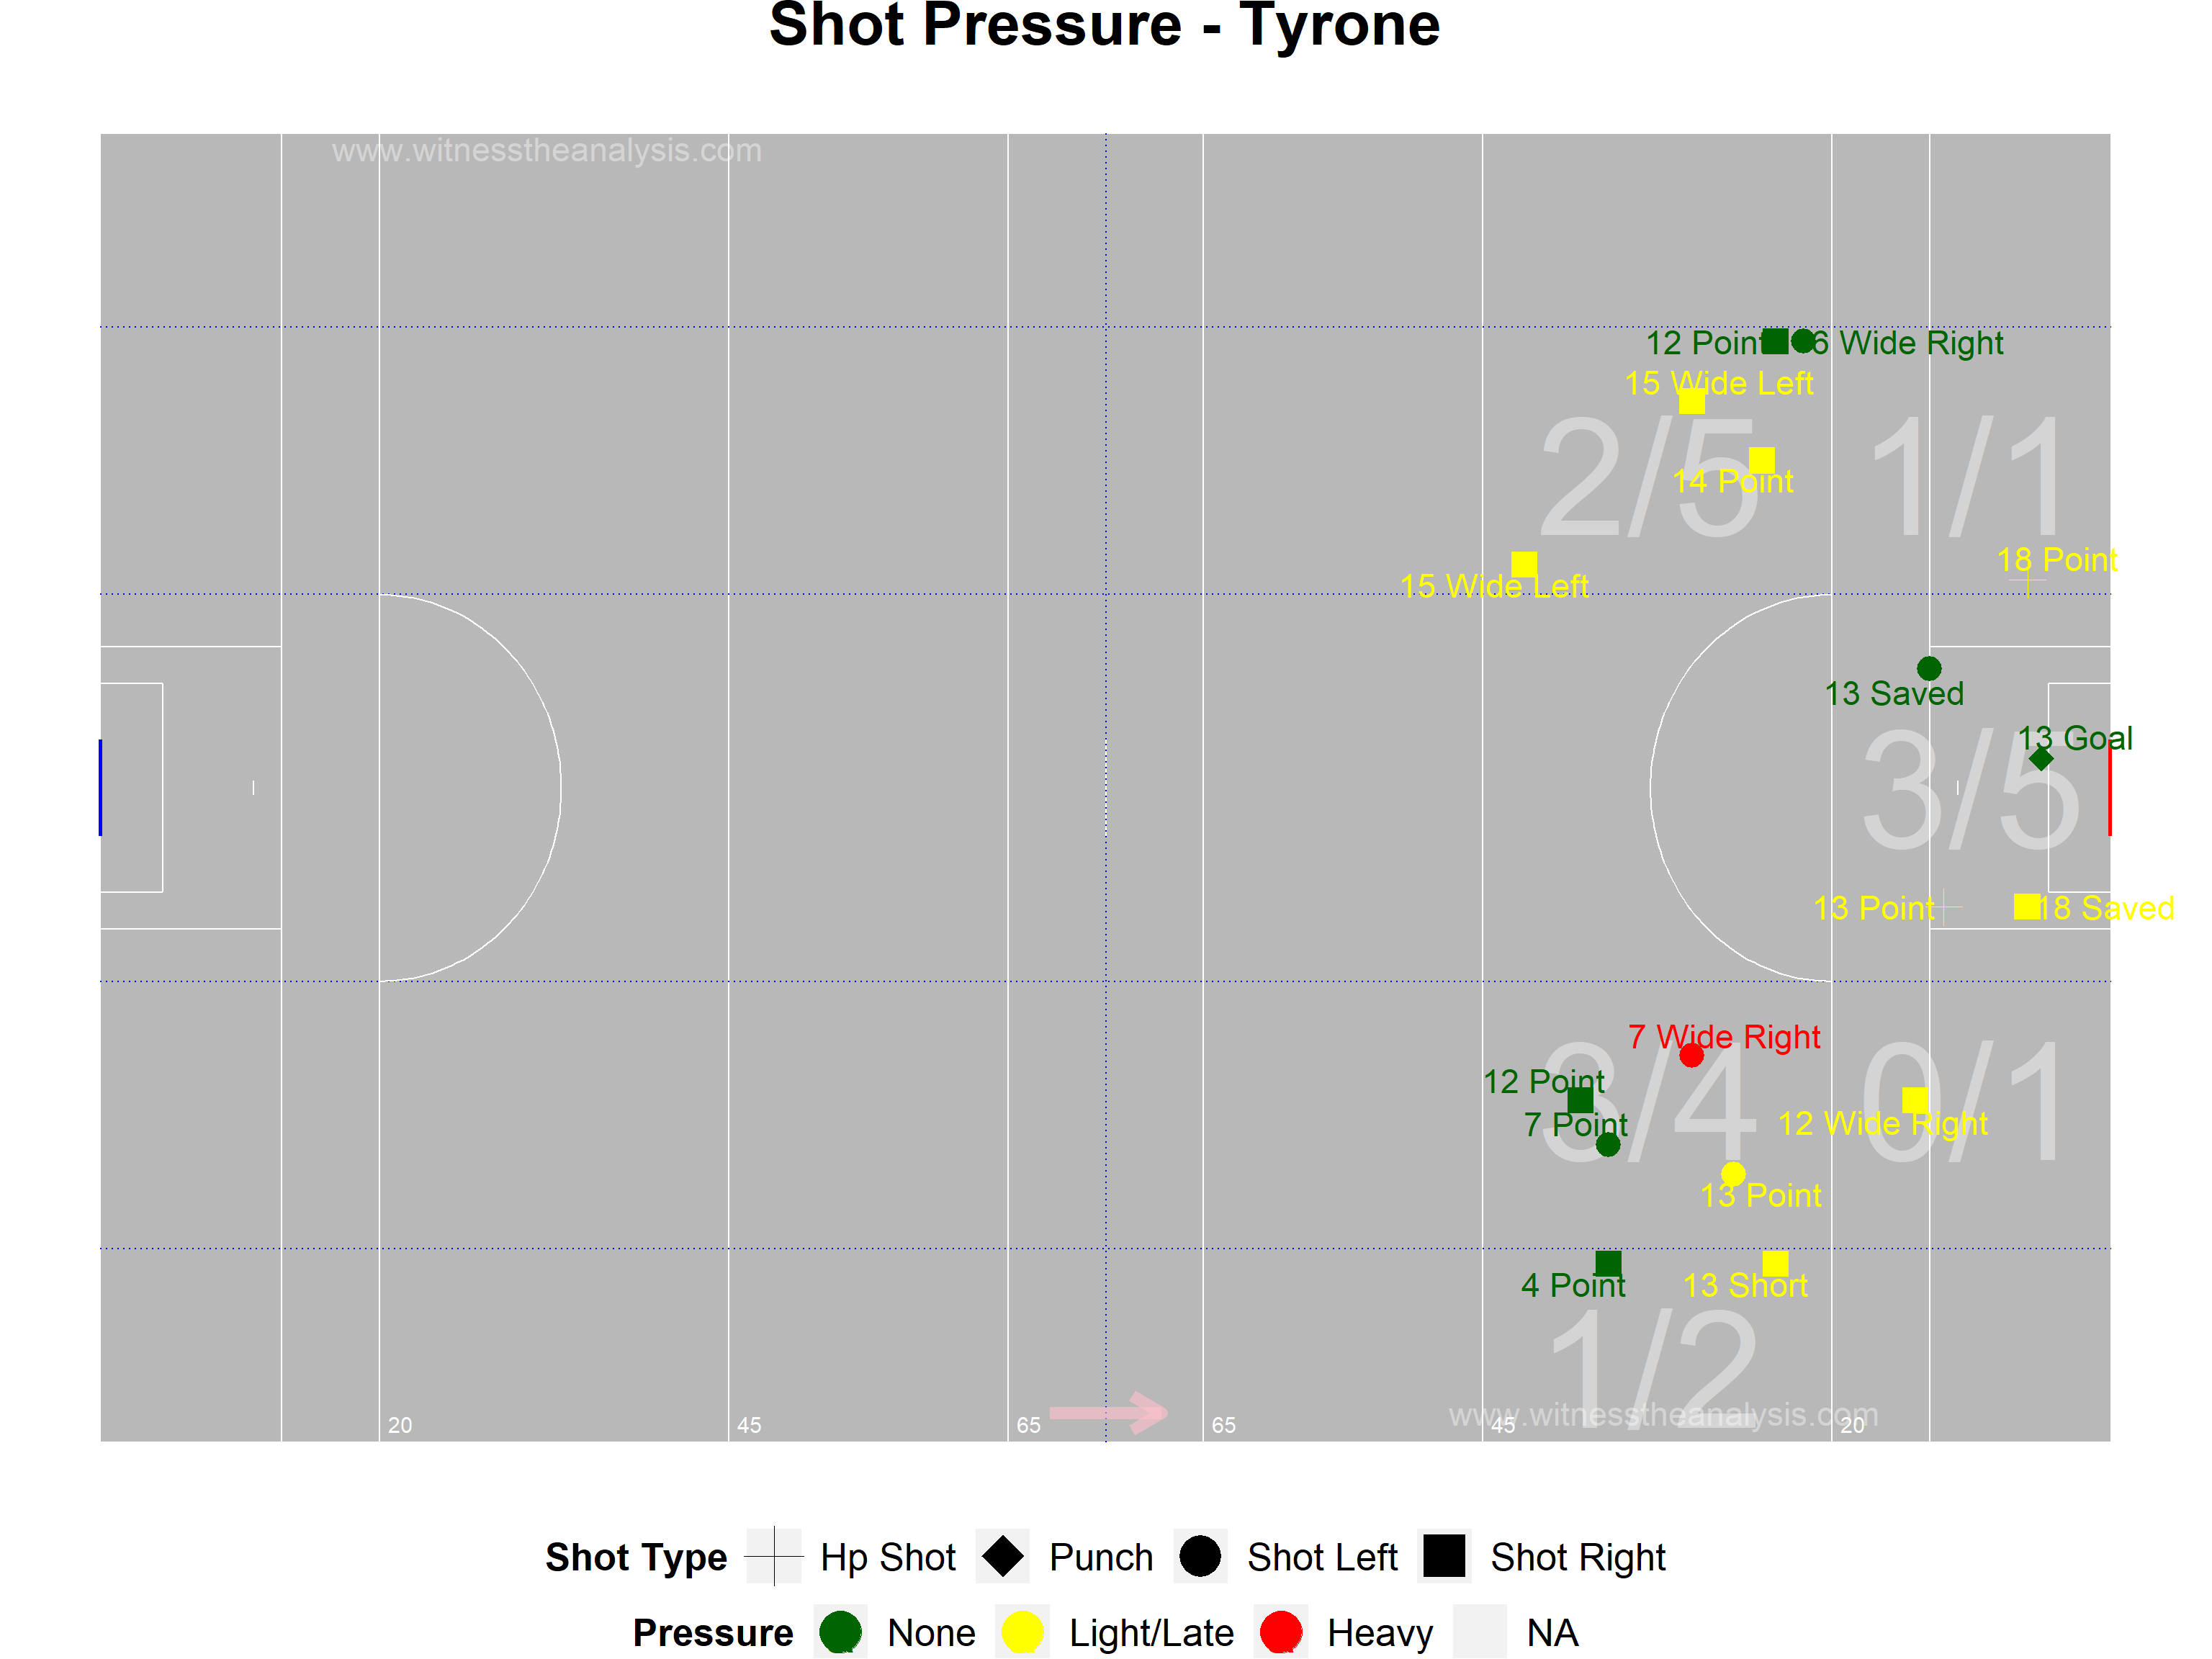 Shot Pressure - Tyrone
www.witnesstheanalysis.com
12 Point
6 Wide Right
15 Wide Left
2/5
1/1
14 Point
18 Point
15 Wide Left
13 Saved
13 Goal
3/5
13 Point
18 Saved
7 Wide Right
12 Point
3/4
0/1
7 Point
12 Wide Right
13 Point
4 Point
13 Short
1/2
www.witnesstheanalysis.com
20 45 65 65 45 20
Shot Type Hp Shot Punch Shot Left Shot Right
Pressure None Light/Late Heavy NA